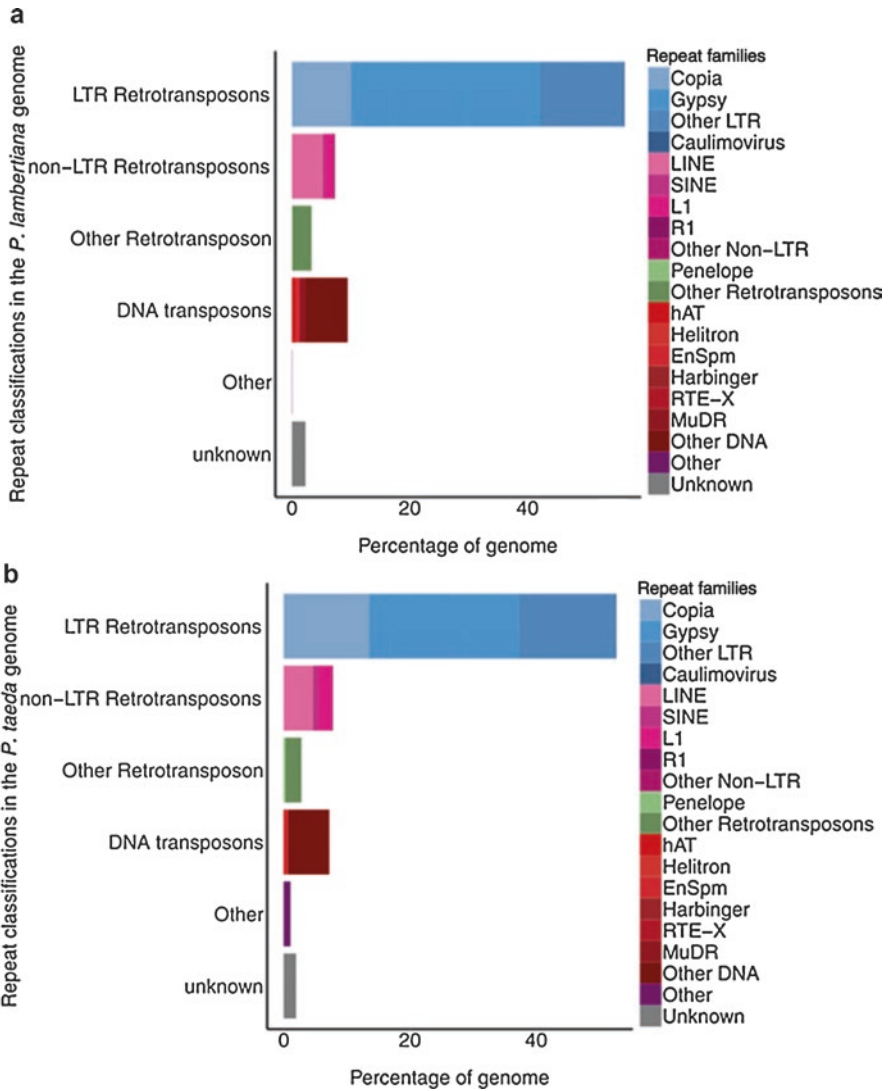 a
Repeat classifications in the P. lambertiana genome
LTR Retrotransposons
non-LTR Retrotransposons
Other Retrotransposon
DNA transposons
Other
unknown
0 20 40
Percentage of genome
Repeat families
Copia
Gypsy
Other LTR
Caulimovirus
LINE
SINE
L1
R1
Other Non-LTR
Penelope
Other Retrotransposons
hAT
Helitron
EnSpm
Harbinger
RTE-X
MuDR
Other DNA
Other
Unknown
b
Repeat classifications in the P. taeda genome
LTR Retrotransposons
non-LTR Retrotransposons
Other Retrotransposon
DNA transposons
Other
unknown
0 20 40
Percentage of genome
Repeat families
Copia
Gypsy
Other LTR
Caulimovirus
LINE
SINE
L1
R1
Other Non-LTR
Penelope
Other Retrotransposons
hAT
Helitron
EnSpm
Harbinger
RTE-X
MuDR
Other DNA
Other
Unknown